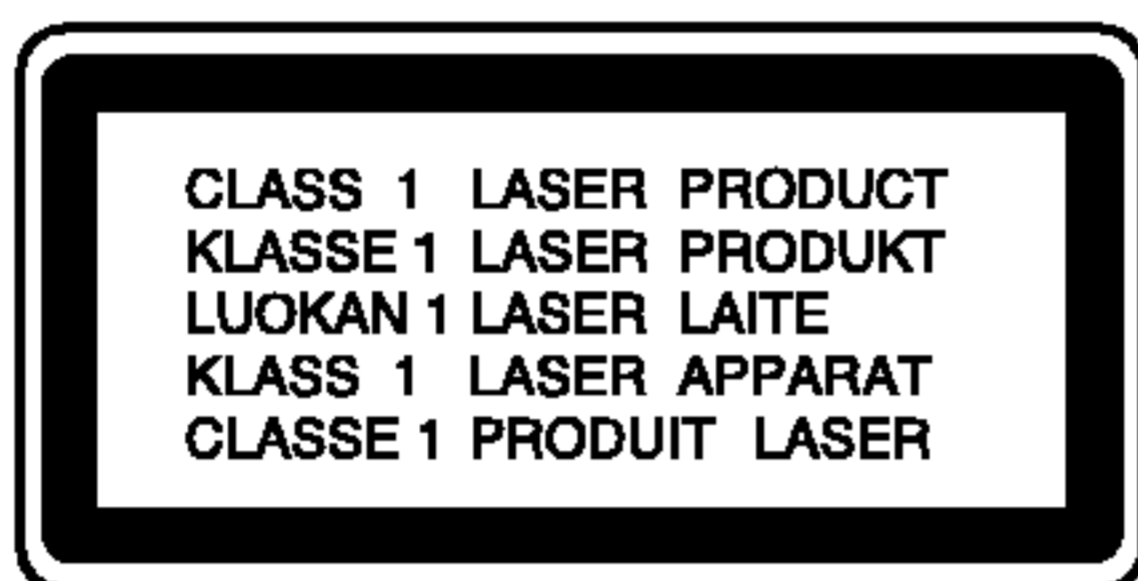 CLASS 1 LASER PRODUCT
KLASSE 1 LASER PRODUKT
LUOKAN 1 LASER LAITE
KLASS 1 LASER APPARAT
CLASSE 1 PRODUIT LASER